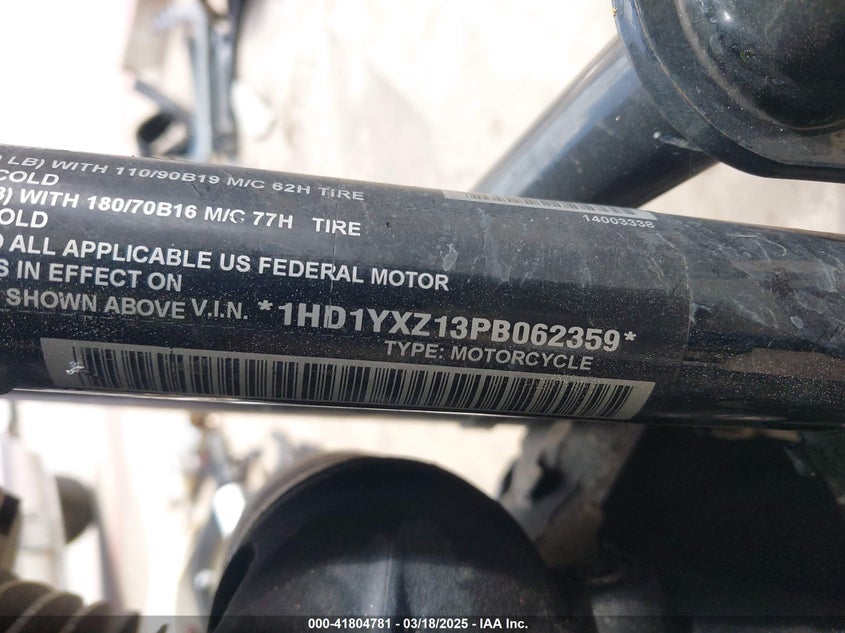 LB) WITH 110/90B19 M/C 62H TIRE
COLD
WITH 180/70B16 M/C 77H TIRE
OLD
ALL APPLICABLE US FEDERAL MOTOR
IN EFFECT ON
SHOWN ABOVE V.I.N. *1HD1YXZ13PB062359*
TYPE: MOTORCYCLE
14003338
000-41804781 — 03/18/2025 — IAA Inc.